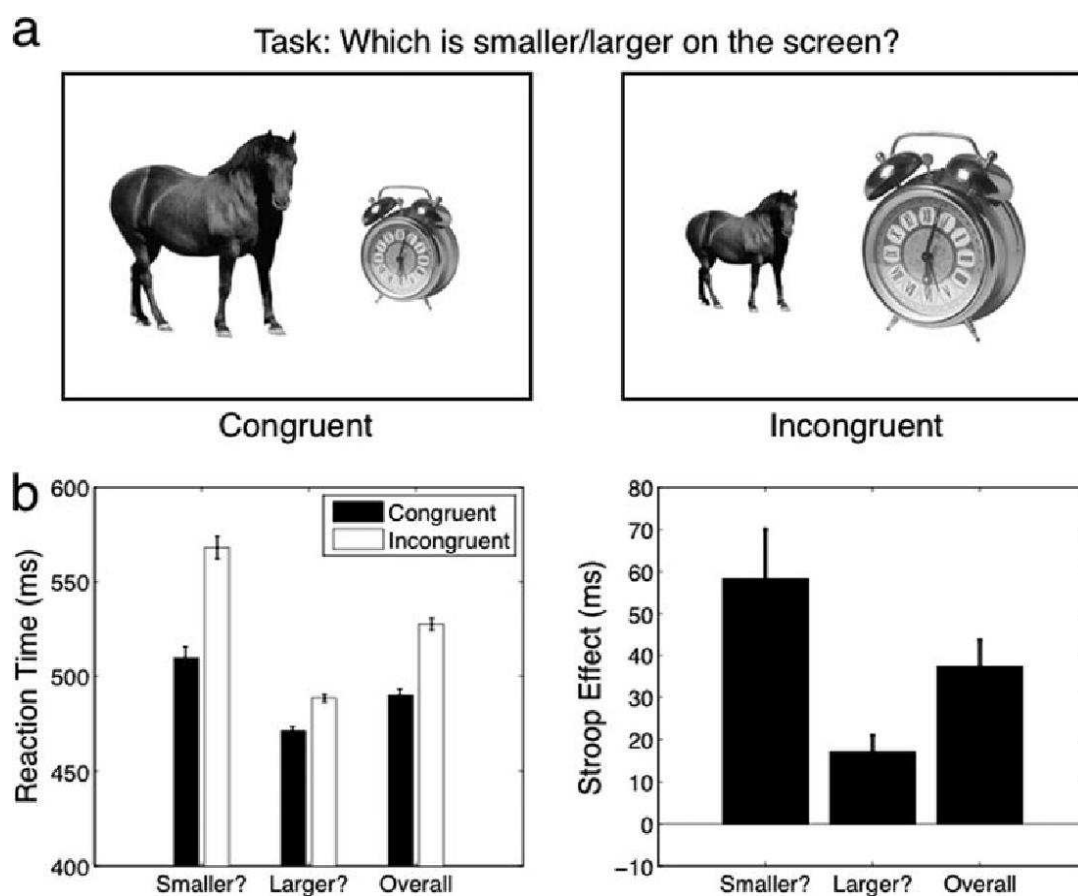 a
Task: Which is smaller/larger on the screen?
Congruent
Incongruent
b
600
550
500
450
400
Reaction Time (ms)
Congruent
Incongruent
Smaller?
Larger?
Overall
80
70
60
50
40
30
20
10
0
−10
Stroop Effect (ms)
Smaller?
Larger?
Overall